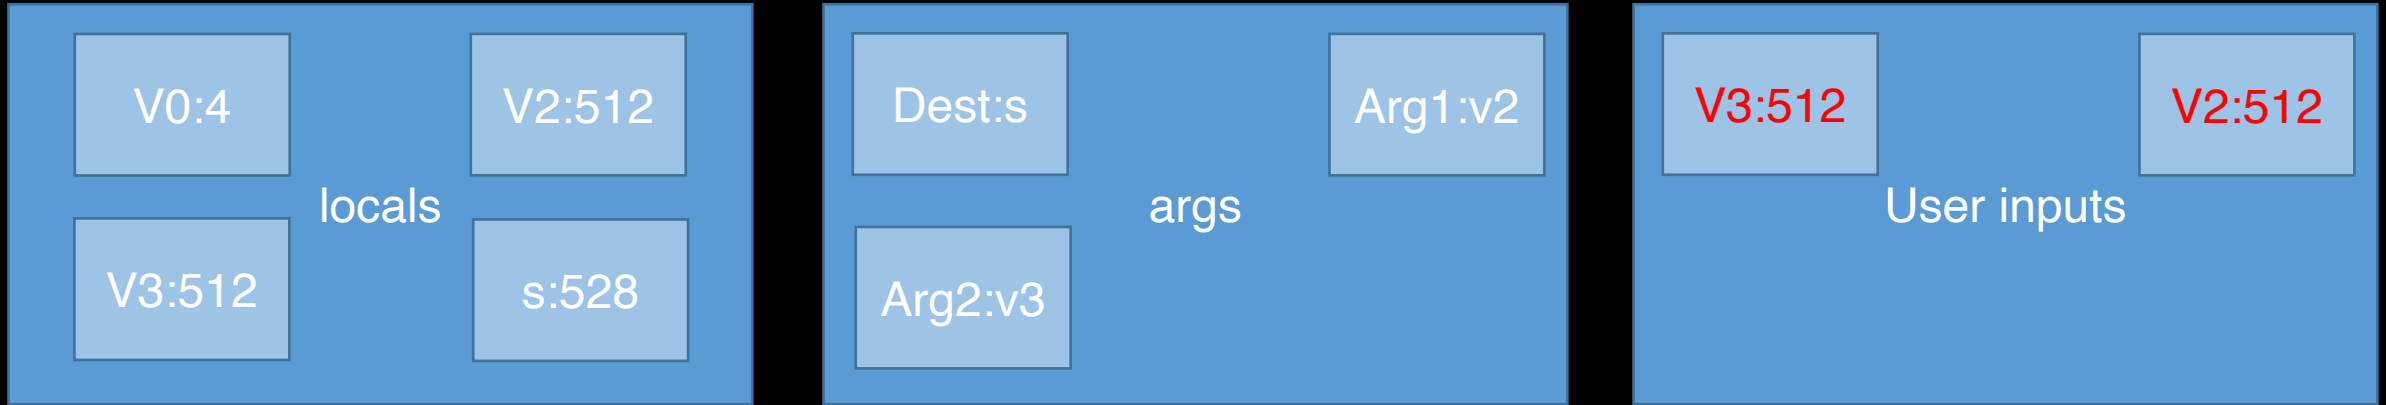 V0:4
V2:512
locals
V3:512
s:528
Dest:s
Arg1:v2
args
Arg2:v3
V3:512
V2:512
User inputs